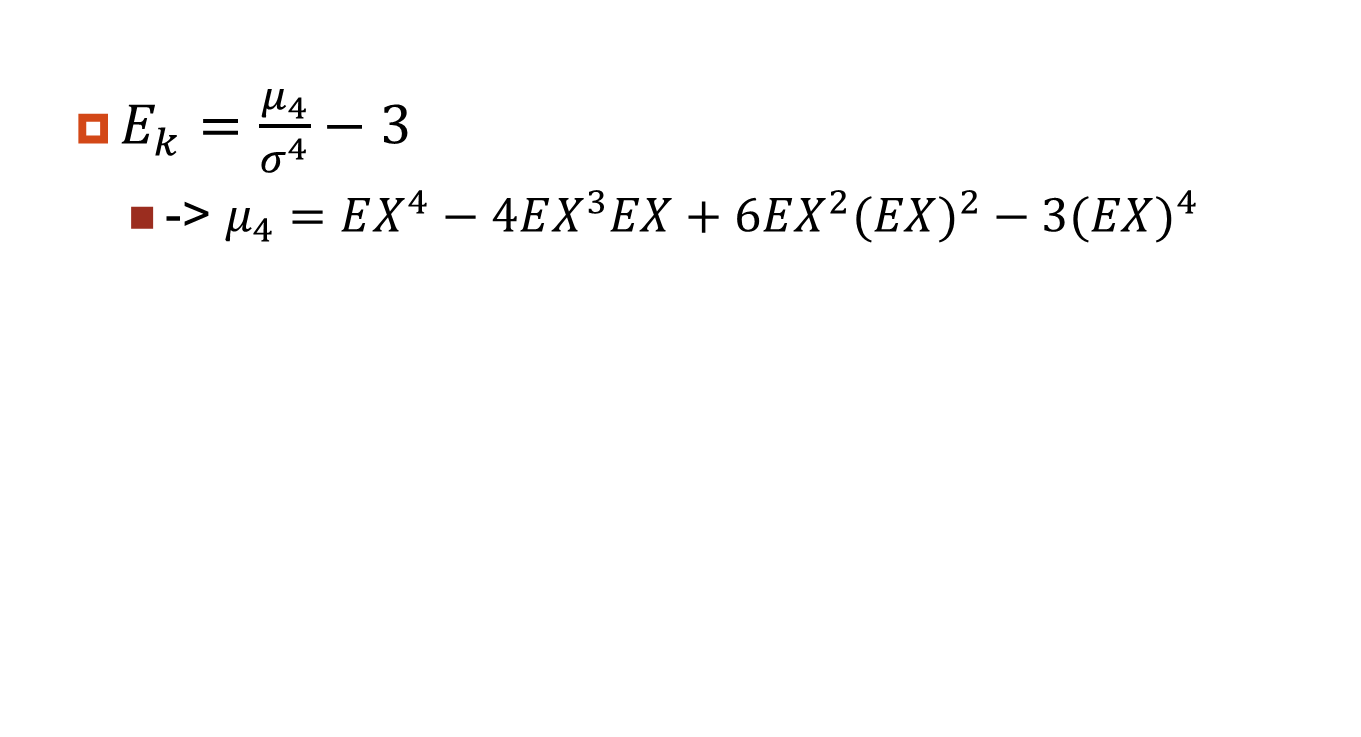 E_k = μ_4/σ^4 − 3
-> μ_4 = EX^4 − 4EX^3EX + 6EX^2(EX)^2 − 3(EX)^4